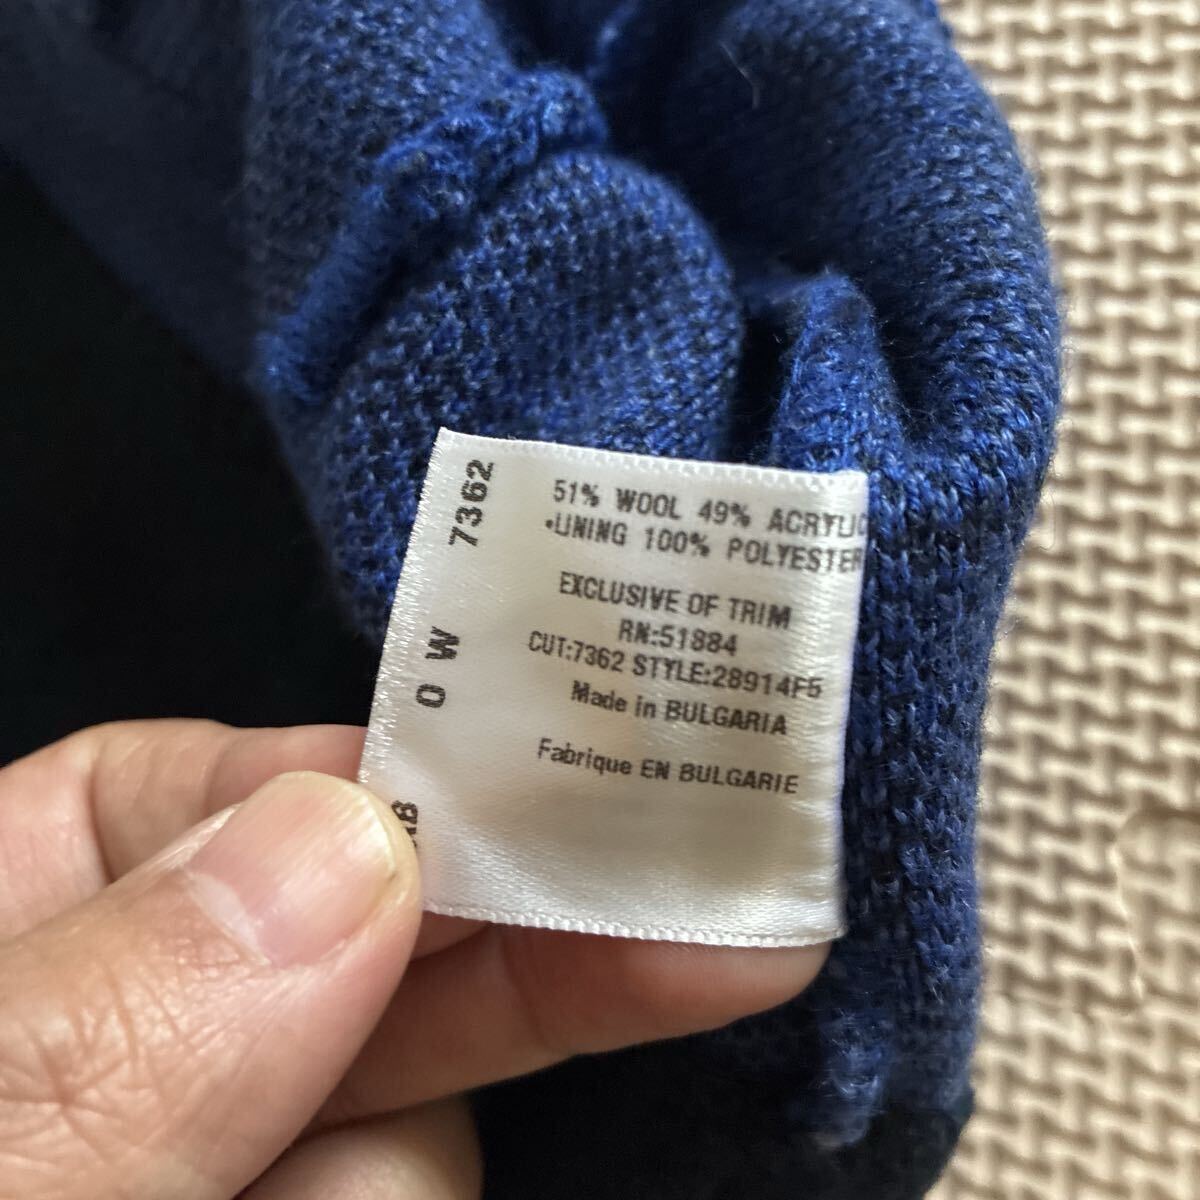 51% WOOL 49% ACRYLIC
•LINING 100% POLYESTER
EXCLUSIVE OF TRIM
RN:51884
CUT:7362 STYLE:28914F5
Made in BULGARIA
Fabrique EN BULGARIE
7362
0 W